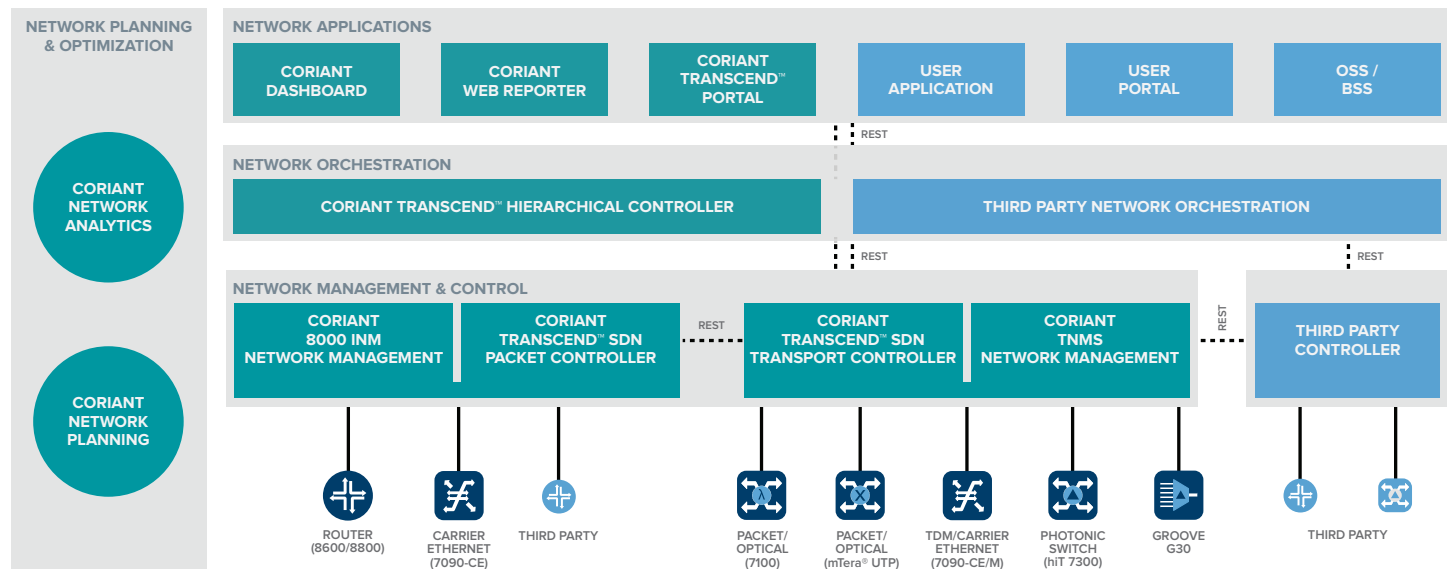 NETWORK PLANNING
& OPTIMIZATION
CORIANT
NETWORK
ANALYTICS
CORIANT
NETWORK
PLANNING
NETWORK APPLICATIONS
CORIANT
DASHBOARD
CORIANT
WEB REPORTER
CORIANT
TRANSCEND™
PORTAL
USER
APPLICATION
USER
PORTAL
OSS /
BSS
REST
NETWORK ORCHESTRATION
CORIANT TRANSCEND™ HIERARCHICAL CONTROLLER
THIRD PARTY NETWORK ORCHESTRATION
REST
REST
NETWORK MANAGEMENT & CONTROL
CORIANT
8000 INM
NETWORK MANAGEMENT
CORIANT
TRANSCEND™ SDN
PACKET CONTROLLER
REST
CORIANT
TRANSCEND™ SDN
TRANSPORT CONTROLLER
CORIANT
TNMS
NETWORK MANAGEMENT
REST
THIRD PARTY
CONTROLLER
λ
X
ROUTER
(8600/8800)
CARRIER
ETHERNET
(7090-CE)
THIRD PARTY
PACKET/
OPTICAL
(7100)
PACKET/
OPTICAL
(mTera® UTP)
TDM/CARRIER
ETHERNET
(7090-CE/M)
PHOTONIC
SWITCH
(hiT 7300)
GROOVE
G30
THIRD PARTY